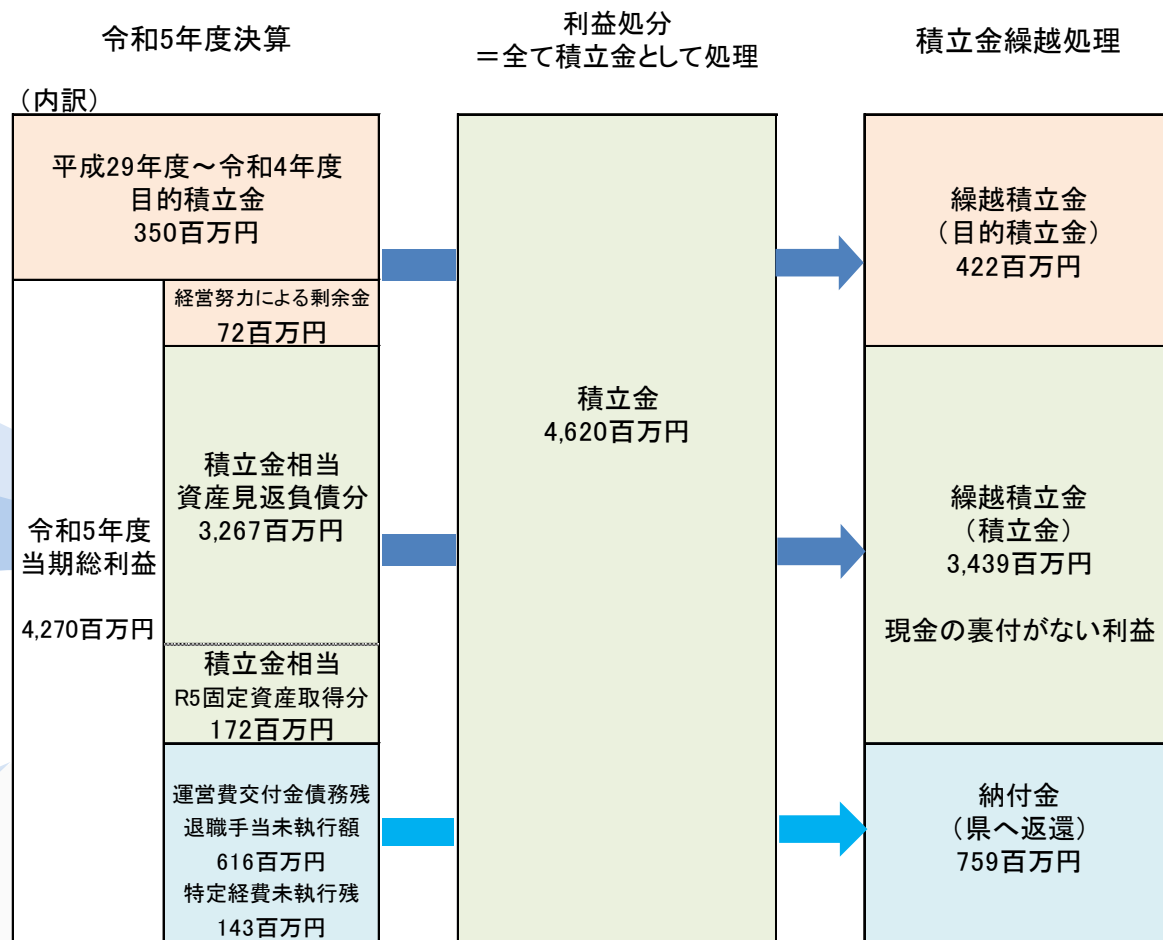 令和5年度決算
利益処分
＝全て積立金として処理
積立金繰越処理
（内訳）
平成29年度～令和4年度
目的積立金
350百万円
令和5年度
当期総利益
4,270百万円
経営努力による剰余金
72百万円
積立金相当
資産見返負債分
3,267百万円
積立金相当
R5固定資産取得分
172百万円
運営費交付金債務残
退職手当未執行額
616百万円
特定経費未執行残
143百万円
積立金
4,620百万円
繰越積立金
（目的積立金）
422百万円
繰越積立金
（積立金）
3,439百万円
現金の裏付がない利益
納付金
（県へ返還）
759百万円